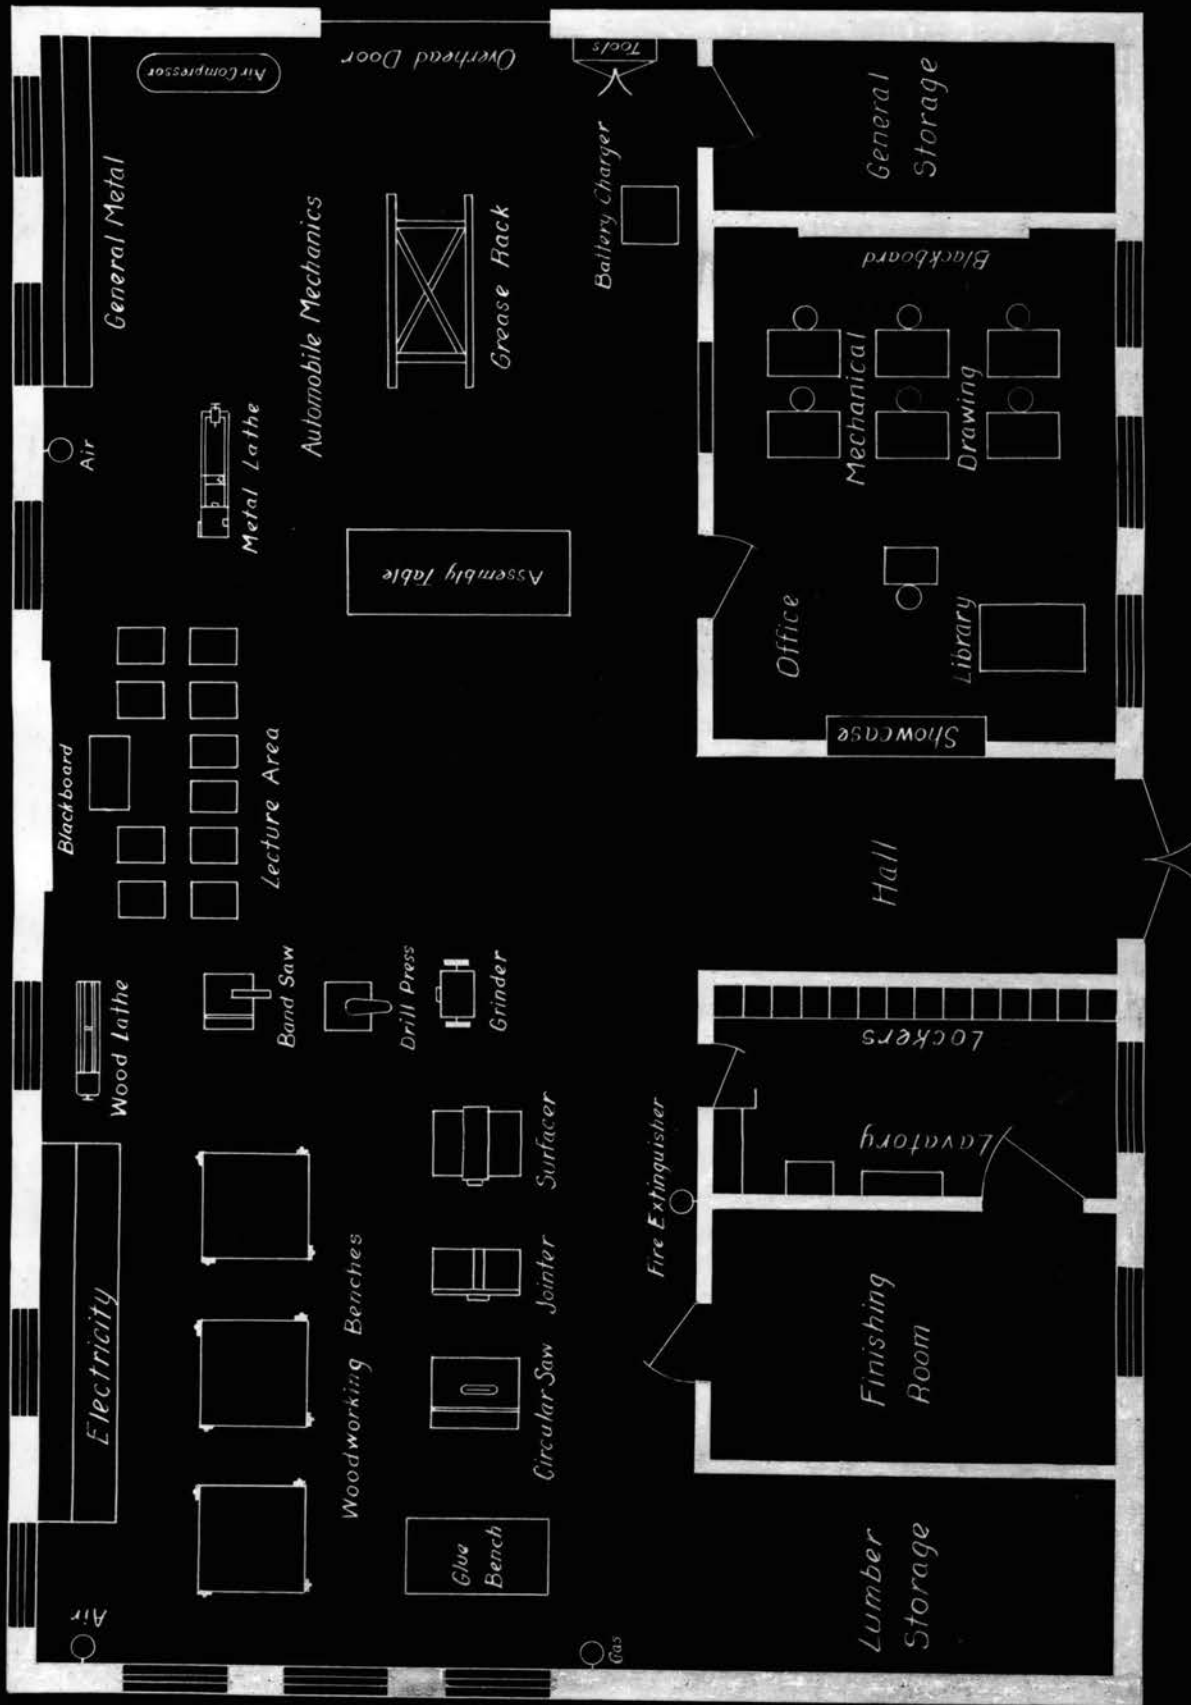 Air Compressor
Overhead Door
Tools
General Metal
Automobile Mechanics
Grease Rack
Battery Charger
General
Storage
Blackboard
Air
Metal Lathe
Assembly Table
Mechanical
Drawing
Office
Library
Showcase
Blackboard
Lecture Area
Hall
Wood Lathe
Band Saw
Drill Press
Grinder
Lockers
Lavatory
Fire Extinguisher
Surfacer
Jointer
Circular Saw
Woodworking Benches
Electricity
Finishing
Room
Glue
Bench
Air
Gas
Lumber
Storage